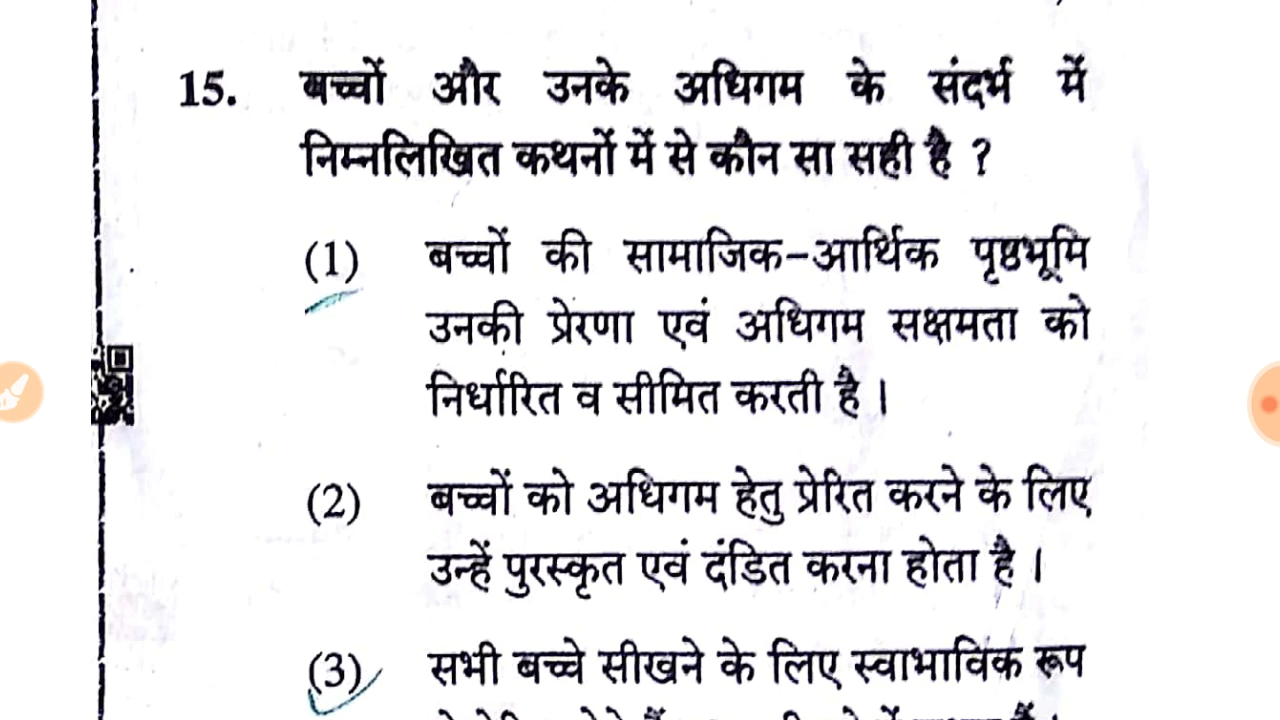 15. बच्चों और उनके अधिगम के संदर्भ में
निम्नलिखित कथनों में से कौन सा सही है ?
(1) बच्चों की सामाजिक-आर्थिक पृष्ठभूमि
उनकी प्रेरणा एवं अधिगम सक्षमता को
निर्धारित व सीमित करती है ।
(2) बच्चों को अधिगम हेतु प्रेरित करने के लिए
उन्हें पुरस्कृत एवं दंडित करना होता है ।
(3) सभी बच्चे सीखने के लिए स्वाभाविक रूप